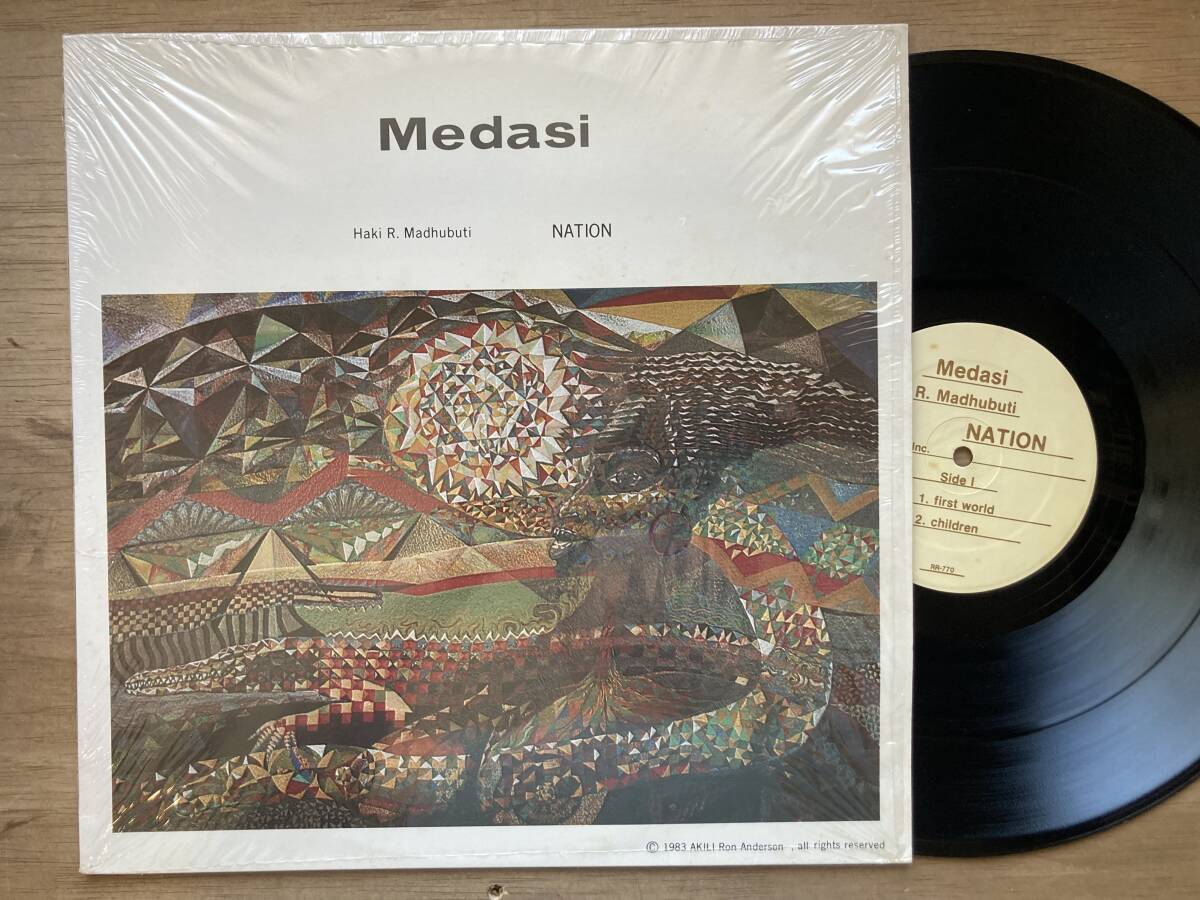 Medasi
Haki R. Madhubuti NATION
© 1983 AKILI Ron Anderson , all rights reserved
Medasi
R. Madhubuti
NATION
Inc.
Side I
1. first world
2. children
RR-770